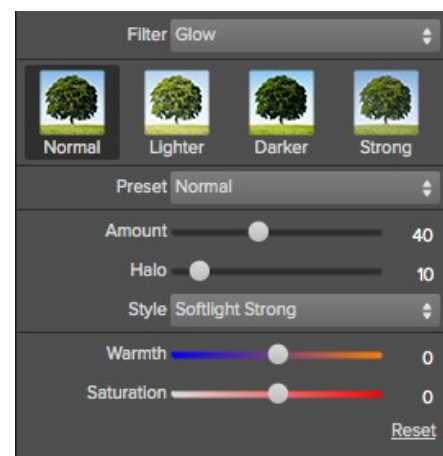 Filter Glow
Normal Lighter Darker Strong
Preset Normal
Amount 40
Halo 10
Style Softlight Strong
Warmth 0
Saturation 0
Reset